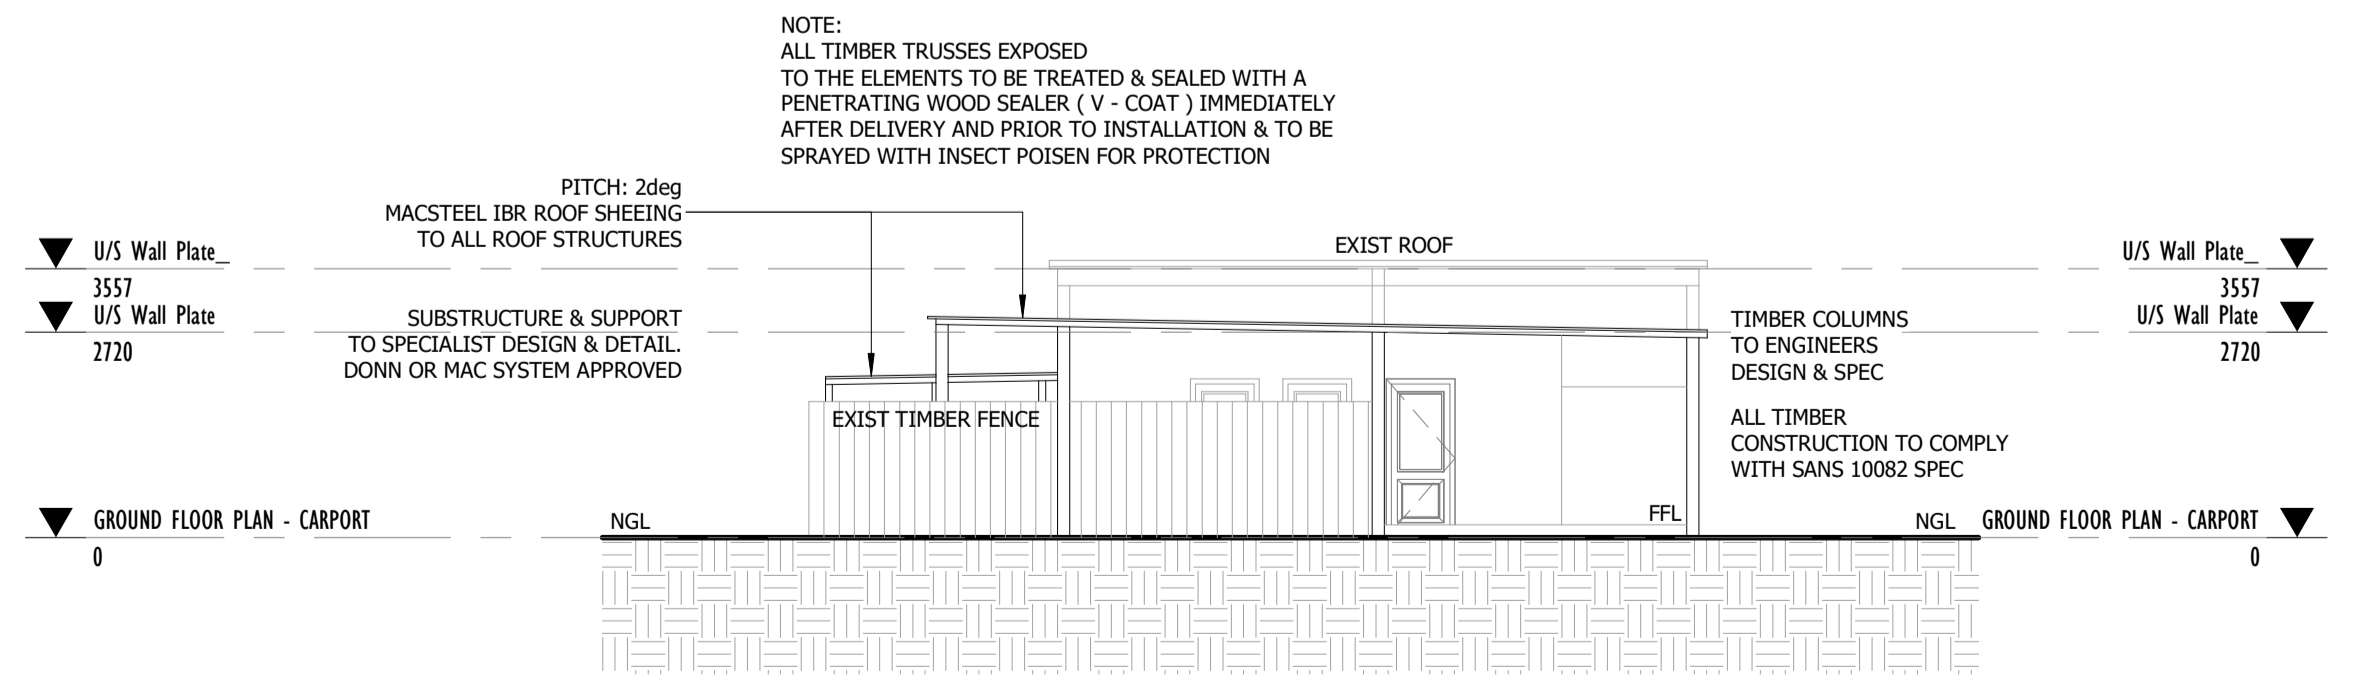 NOTE:
ALL TIMBER TRUSSES EXPOSED
TO THE ELEMENTS TO BE TREATED & SEALED WITH A
PENETRATING WOOD SEALER ( V - COAT ) IMMEDIATELY
AFTER DELIVERY AND PRIOR TO INSTALLATION & TO BE
SPRAYED WITH INSECT POISEN FOR PROTECTION
PITCH: 2deg
MACSTEEL IBR ROOF SHEEING
TO ALL ROOF STRUCTURES
EXIST ROOF
U/S Wall Plate_
3557
U/S Wall Plate
2720
SUBSTRUCTURE & SUPPORT
TO SPECIALIST DESIGN & DETAIL.
DONN OR MAC SYSTEM APPROVED
EXIST TIMBER FENCE
TIMBER COLUMNS
TO ENGINEERS
DESIGN & SPEC
ALL TIMBER
CONSTRUCTION TO COMPLY
WITH SANS 10082 SPEC
U/S Wall Plate_
3557
U/S Wall Plate
2720
GROUND FLOOR PLAN - CARPORT
0
NGL
FFL
NGL
GROUND FLOOR PLAN - CARPORT
0